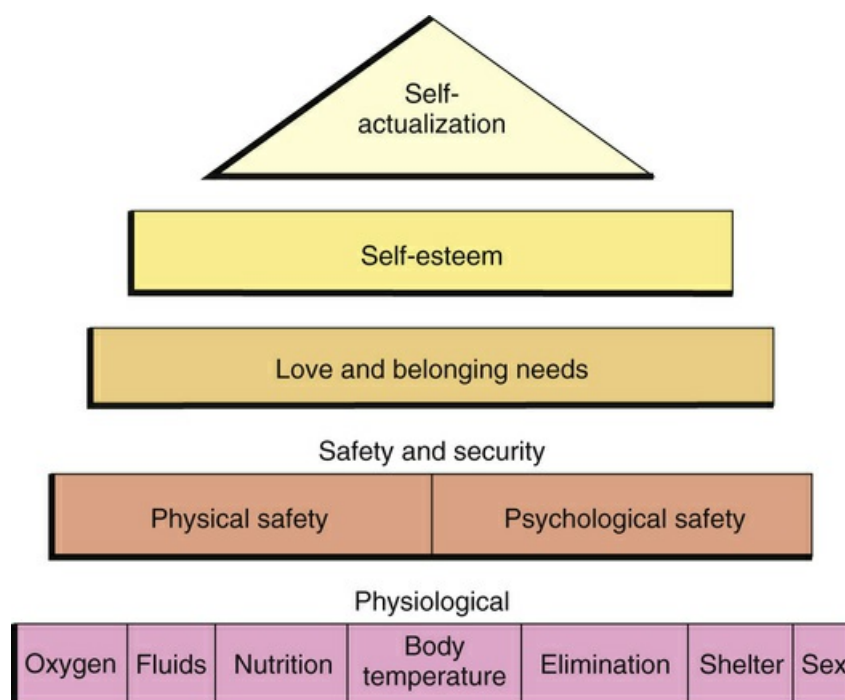 Self-
actualization
Self-esteem
Love and belonging needs
Safety and security
Physical safety
Psychological safety
Physiological
Oxygen
Fluids
Nutrition
Body
temperature
Elimination
Shelter
Sex